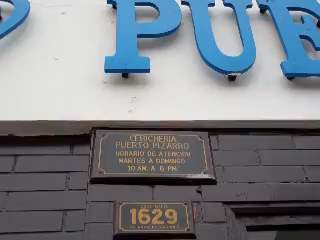 PUE
CEBICHERIA
PUERTO PIZARRO
HORARIO DE ATENCION
MARTES A DOMINGO
10 AM. A 6 PM.
1629